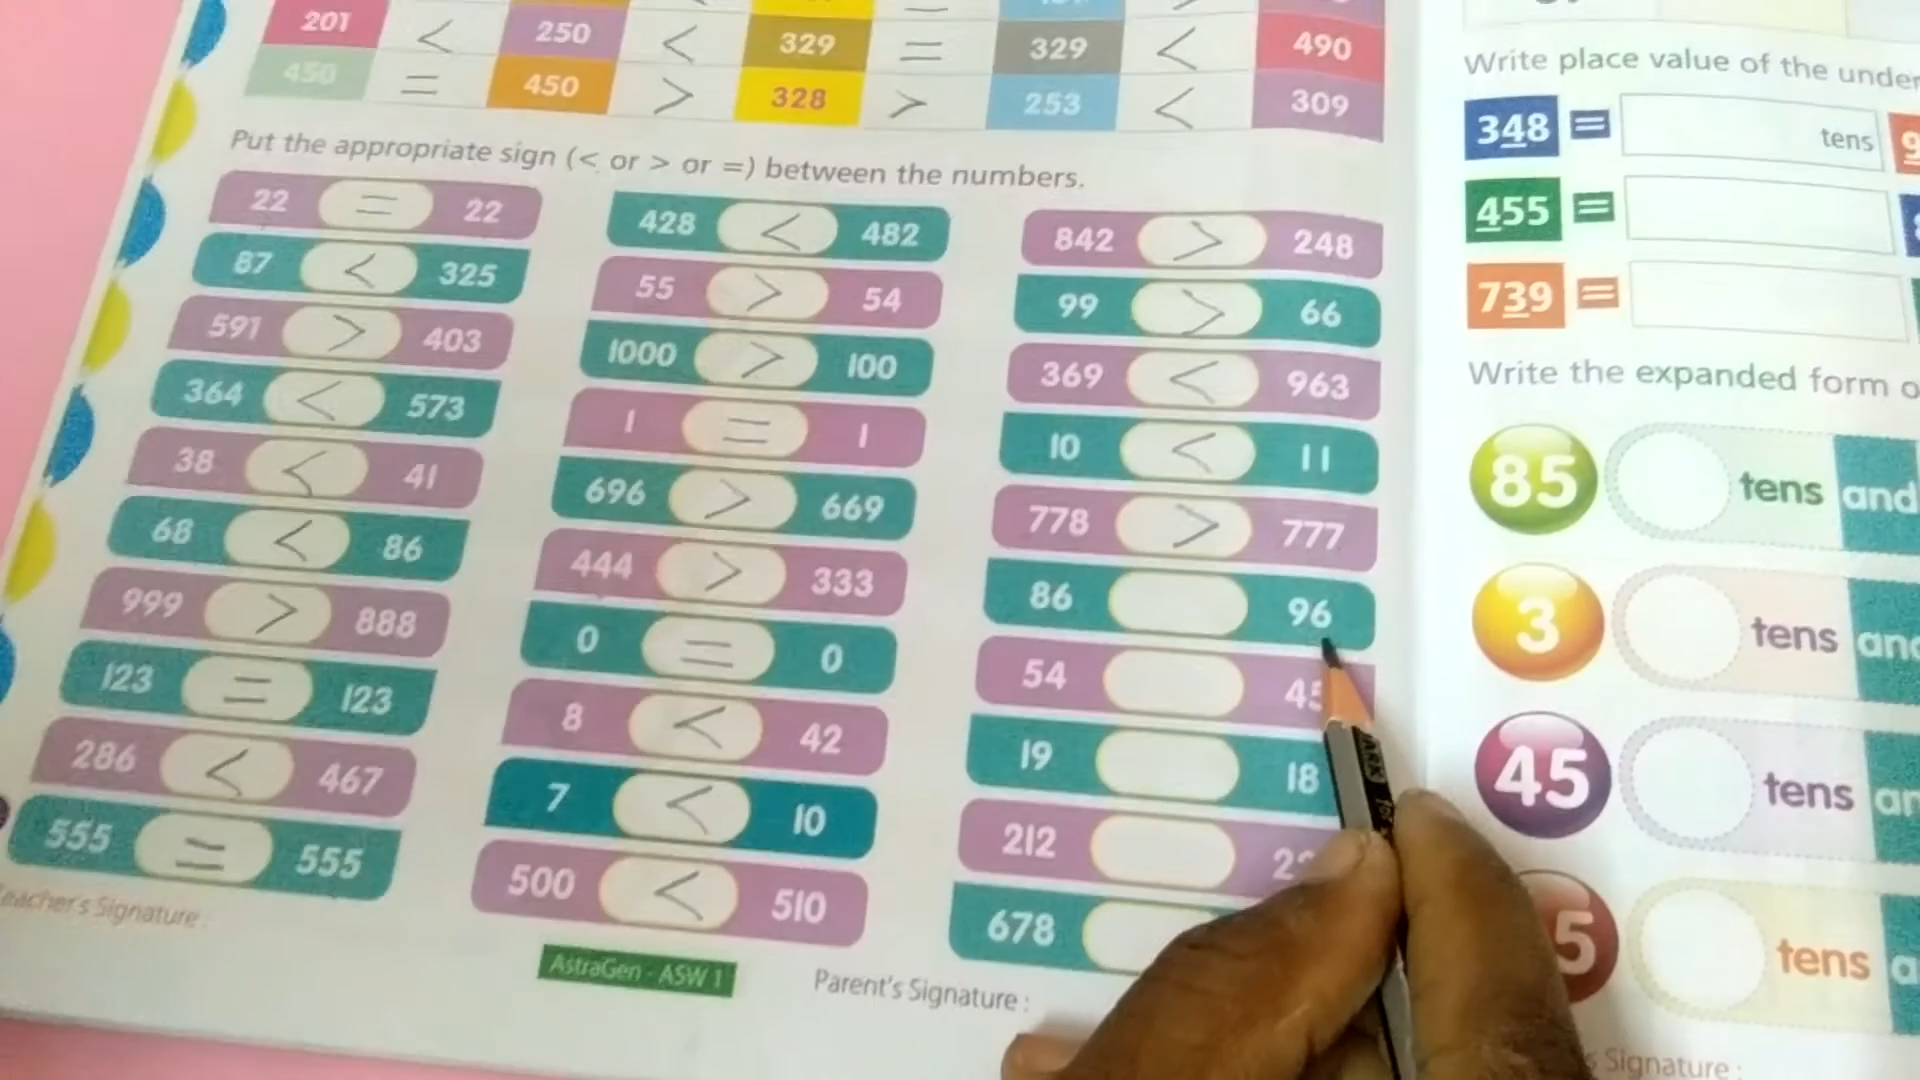 201 < 250 < 329 = 329 < 490
450 = 450 > 328 > 253 < 309
Put the appropriate sign (< or > or =) between the numbers.
22 = 22
87 < 325
591 > 403
364 < 573
38 < 41
68 < 86
999 > 888
123 = 123
286 < 467
555 = 555
428 < 482
55 > 54
1000 > 100
1 = 1
696 > 669
444 > 333
0 = 0
8 < 42
7 < 10
500 < 510
842 > 248
99 > 66
369 < 963
10 < 11
778 > 777
86 96
54 45
19 18
212
678
Teacher's Signature :
AstraGen - ASW 1
Parent's Signature :
Write place value of the under
348 = tens
455 =
739 =
Write the expanded form o
85 tens and
3 tens and
45 tens an
5 tens a
Signature :